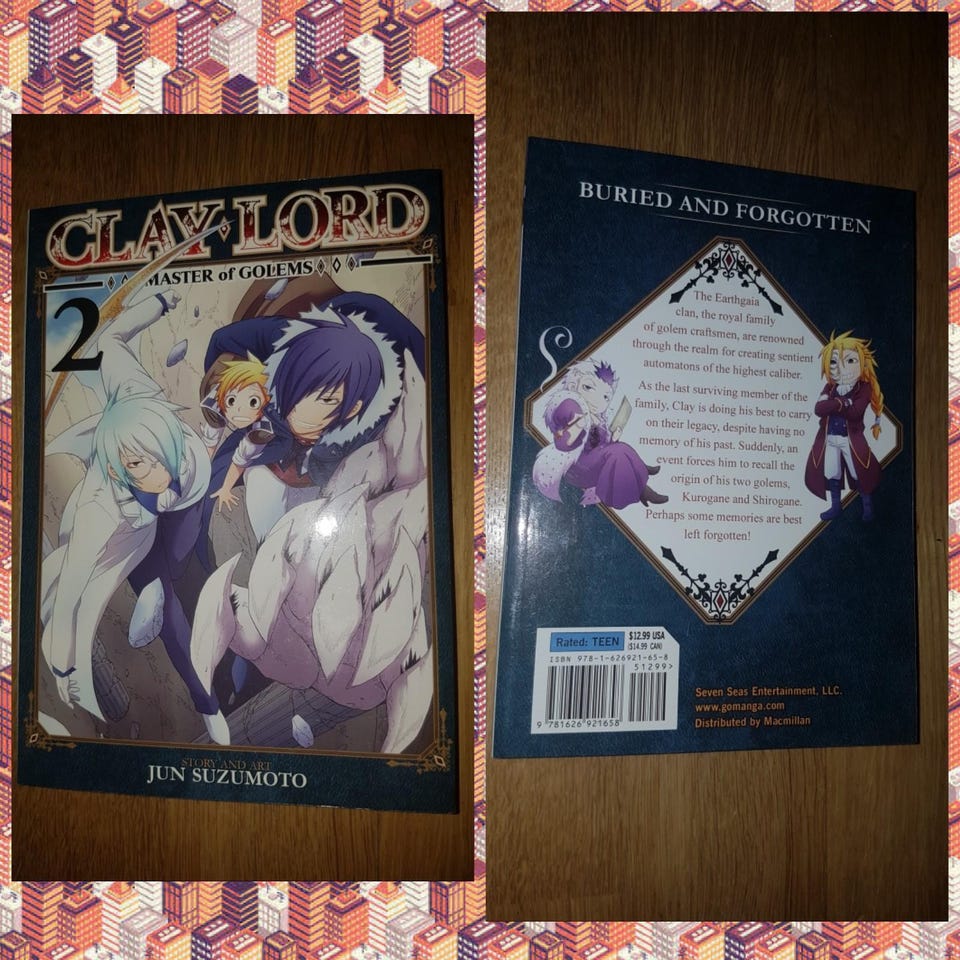 CLAY LORD
MASTER of GOLEMS
2
STORY AND ART
JUN SUZUMOTO
BURIED AND FORGOTTEN
The Earthgaia
clan, the royal family
of golem craftsmen, are renowned
through the realm for creating sentient
automatons of the highest caliber.
As the last surviving member of the
family, Clay is doing his best to carry
on their legacy, despite having no
memory of his past. Suddenly, an
event forces him to recall the
origin of his two golems,
Kurogane and Shirogane.
Perhaps some memories are best
left forgotten!
Rated: TEEN
$12.99 USA
($14.99 CAN)
ISBN 978-1-626921-65-8
51299>
9 781626 921658
Seven Seas Entertainment, LLC.
www.gomanga.com
Distributed by Macmillan